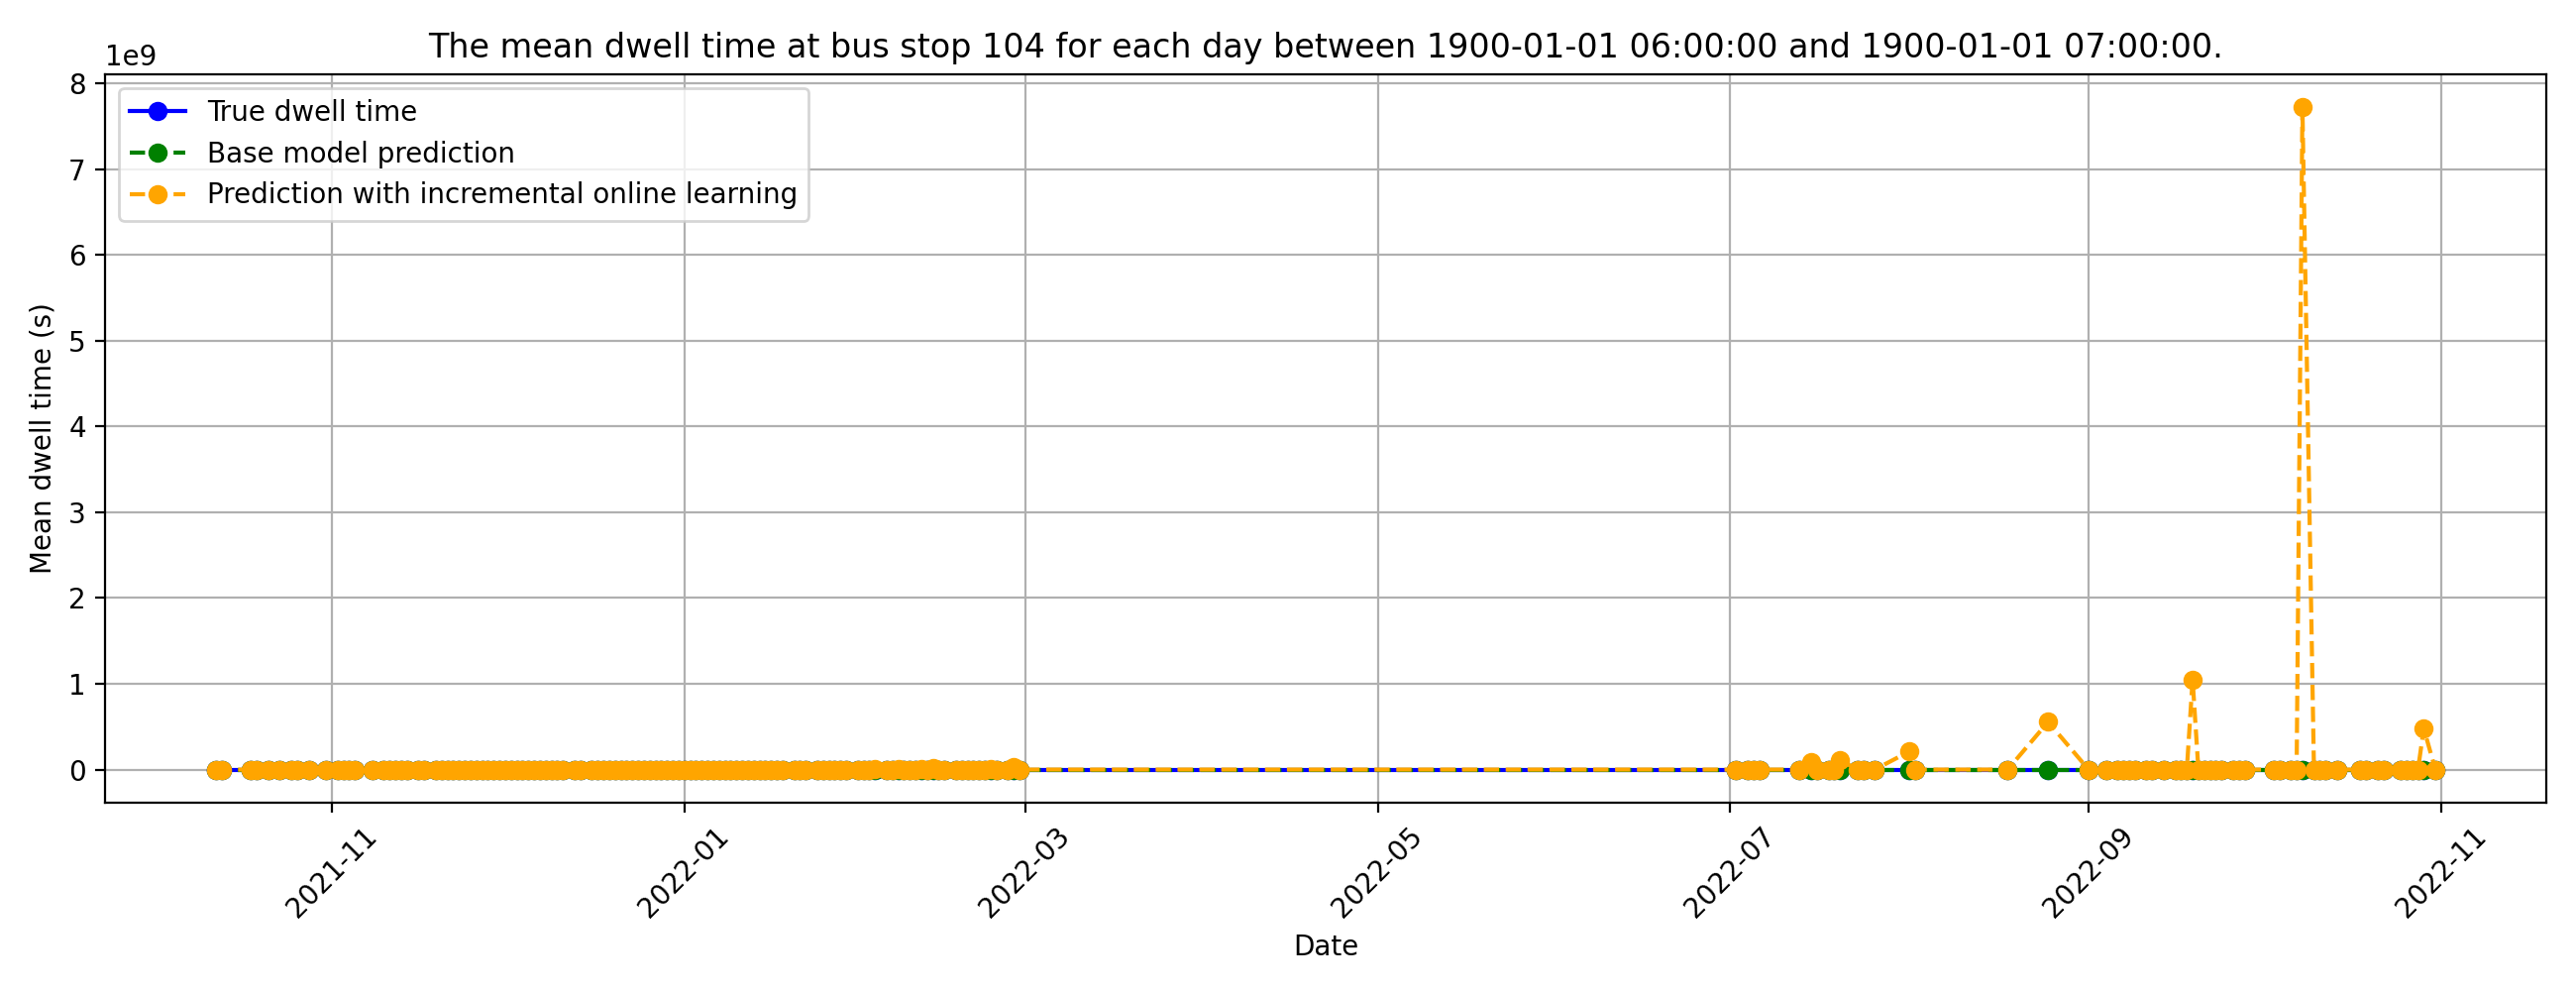 The mean dwell time at bus stop 104 for each day between 1900-01-01 06:00:00 and 1900-01-01 07:00:00.
1e9
8
7
6
5
4
3
2
1
0
Mean dwell time (s)
True dwell time
Base model prediction
Prediction with incremental online learning
2021-11
2022-01
2022-03
2022-05
2022-07
2022-09
2022-11
Date